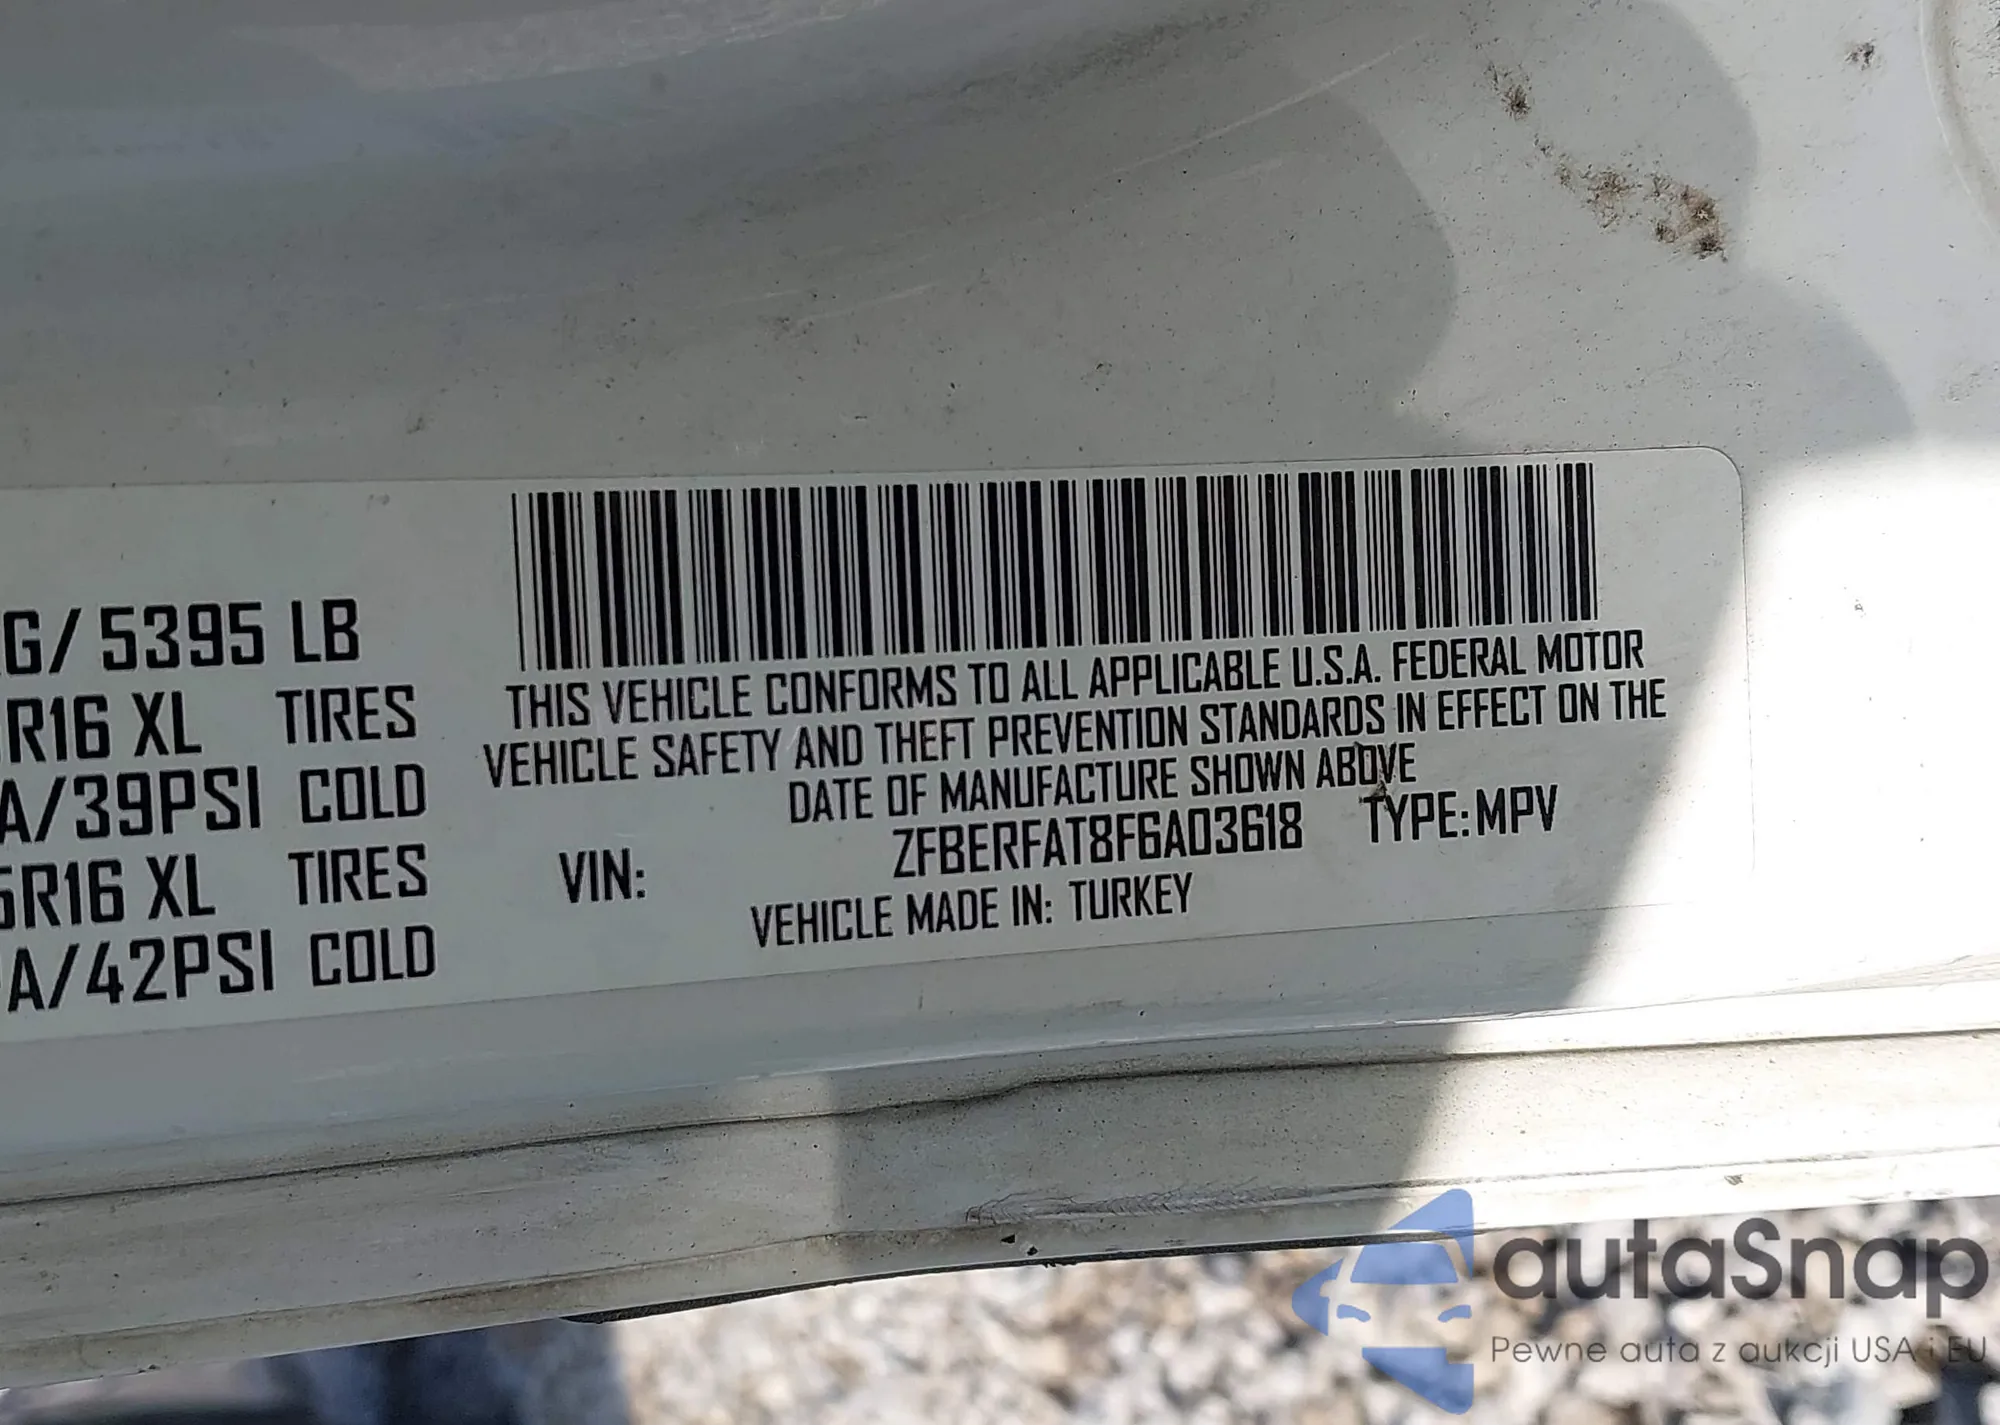 G/ 5395 LB
R16 XL TIRES
A/39PSI COLD
5R16 XL TIRES
PA/42PSI COLD
THIS VEHICLE CONFORMS TO ALL APPLICABLE U.S.A. FEDERAL MOTOR
VEHICLE SAFETY AND THEFT PREVENTION STANDARDS IN EFFECT ON THE
DATE OF MANUFACTURE SHOWN ABOVE
VIN: ZFBERFAT8F6A03618 TYPE:MPV
VEHICLE MADE IN: TURKEY
autaSnap
Pewne auta z aukcji USA i EU